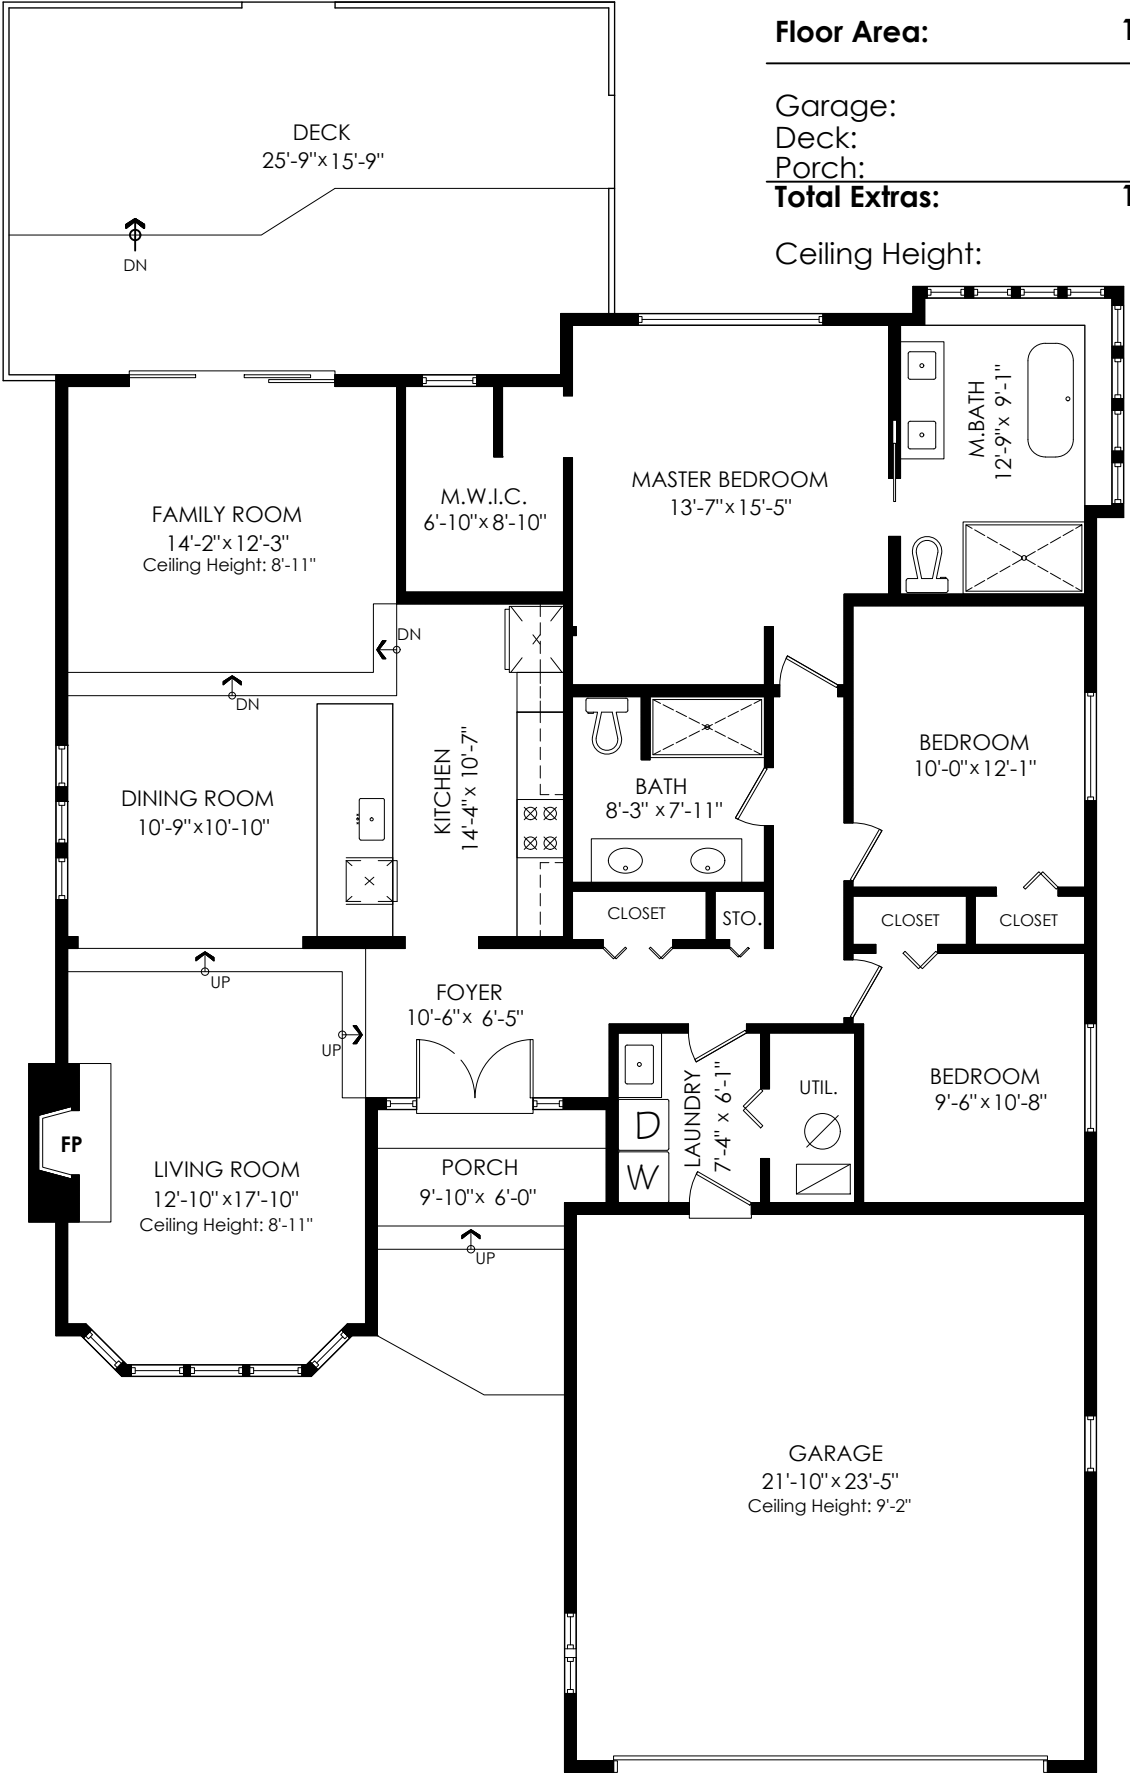 Floor Area: 1
Garage:
Deck:
Porch:
Total Extras: 1
Ceiling Height:
DECK
25'-9"x15'-9"
DN
M.BATH
12'-9"x 9'-1"
MASTER BEDROOM
13'-7"x15'-5"
M.W.I.C.
6'-10"x8'-10"
FAMILY ROOM
14'-2"x12'-3"
Ceiling Height: 8'-11"
DN
DN
KITCHEN
14'-4"x 10'-7"
BEDROOM
10'-0"x12'-1"
BATH
8'-3" x7'-11"
DINING ROOM
10'-9"x10'-10"
CLOSET
STO.
CLOSET
CLOSET
UP
FOYER
10'-6"x 6'-5"
UP
LAUNDRY
7'-4" x 6'-1"
UTIL.
BEDROOM
9'-6"x10'-8"
D
W
FP
LIVING ROOM
12'-10"x17'-10"
Ceiling Height: 8'-11"
PORCH
9'-10"x 6'-0"
UP
GARAGE
21'-10"x23'-5"
Ceiling Height: 9'-2"